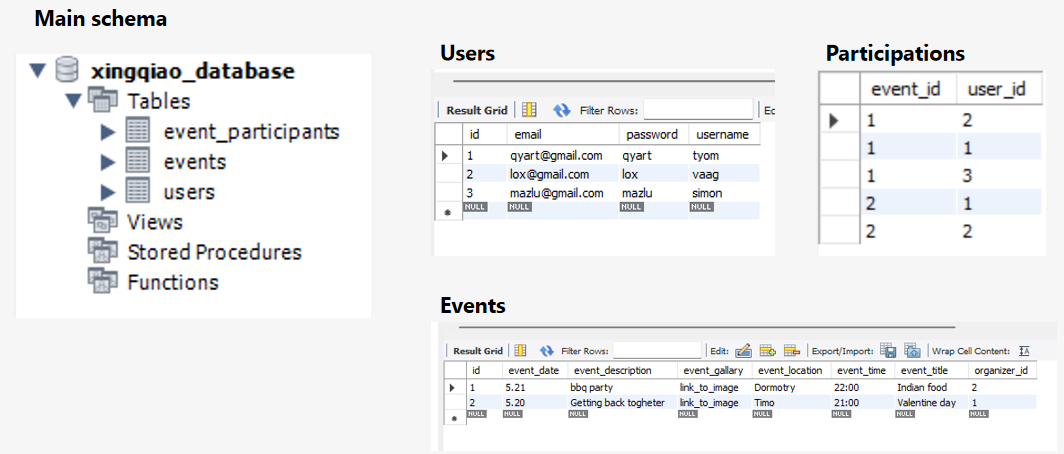 Main schema
xingqiao_database
Tables
event_participants
events
users
Views
Stored Procedures
Functions
Users
Result Grid Filter Rows: Ec
id email password username
1 qyart@gmail.com qyart tyom
2 lox@gmail.com lox vaag
3 mazlu@gmail.com mazlu simon
NULL NULL NULL NULL
Participations
event_id user_id
1 2
1 1
1 3
2 1
2 2
Events
Result Grid Filter Rows: Edit: Export/Import: Wrap Cell Content: IA
id event_date event_description event_gallary event_location event_time event_title organizer_id
1 5.21 bbq party link_to_image Dormotry 22:00 Indian food 2
2 5.20 Getting back togheter link_to_image Timo 21:00 Valentine day 1
NULL NULL NULL NULL NULL NULL NULL NULL